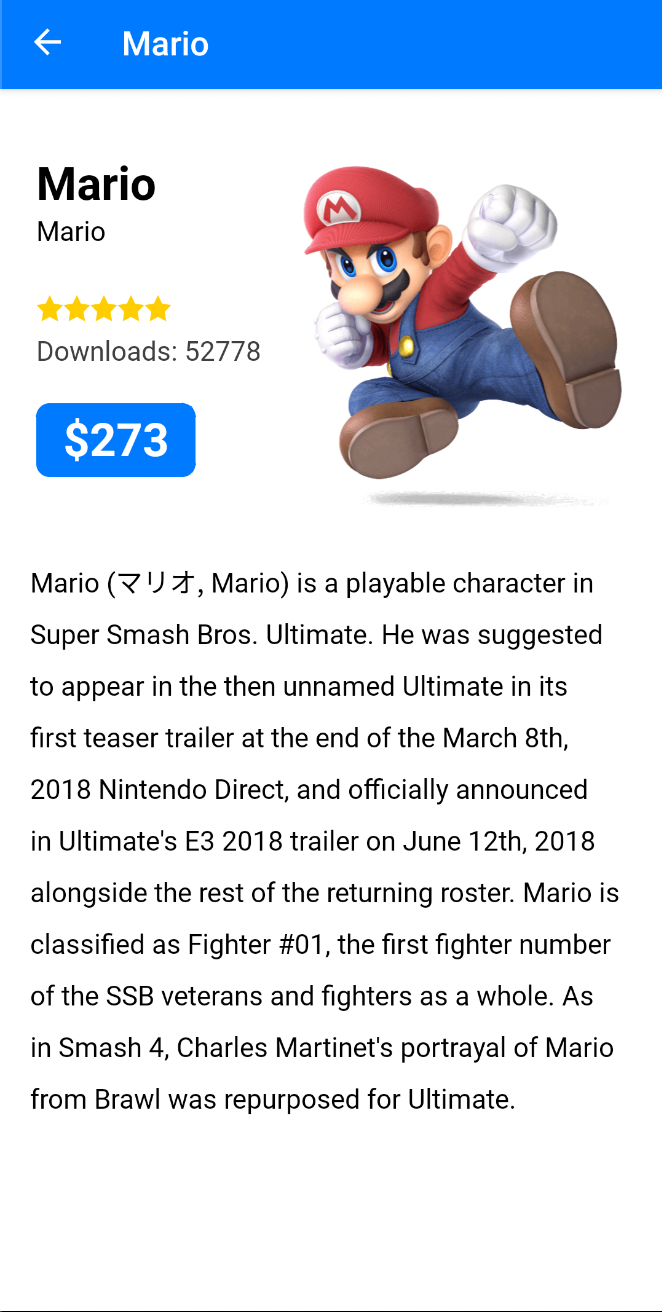 Mario
Mario
Mario
M
Downloads: 52778
$273
Mario (マリオ, Mario) is a playable character in
Super Smash Bros. Ultimate. He was suggested
to appear in the then unnamed Ultimate in its
first teaser trailer at the end of the March 8th,
2018 Nintendo Direct, and officially announced
in Ultimate's E3 2018 trailer on June 12th, 2018
alongside the rest of the returning roster. Mario is
classified as Fighter #01, the first fighter number
of the SSB veterans and fighters as a whole. As
in Smash 4, Charles Martinet's portrayal of Mario
from Brawl was repurposed for Ultimate.